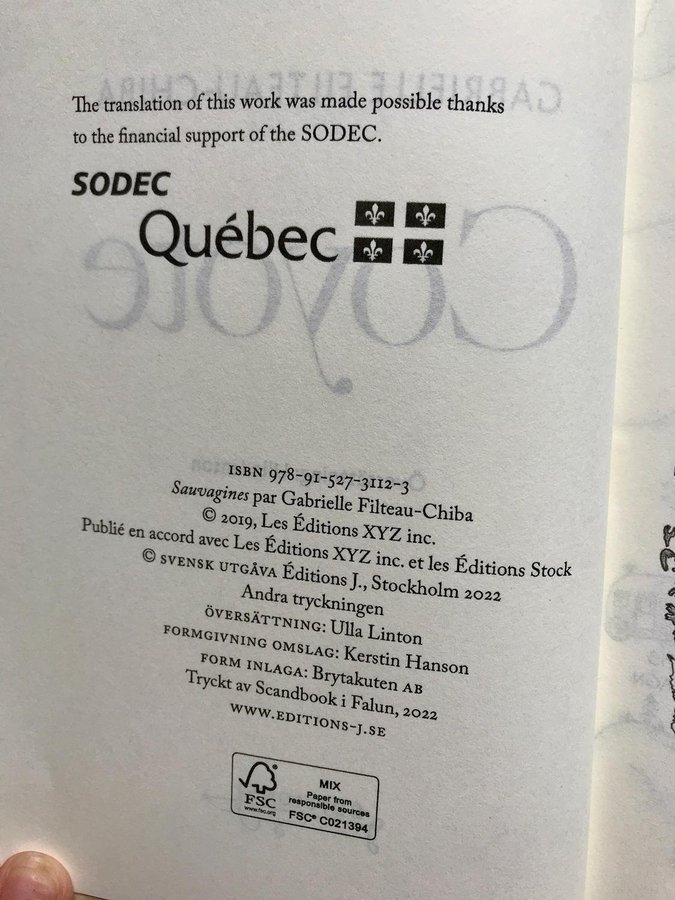 The translation of this work was made possible thanks
to the financial support of the SODEC.
SODEC
Québec
GABRIELLE FILTEAU-CHIBA
Coyote
ISBN 978-91-527-3112-3
Sauvagines par Gabrielle Filteau-Chiba
© 2019, Les Éditions XYZ inc.
Publié en accord avec Les Éditions XYZ inc. et les Éditions Stock
© SVENSK UTGÅVA Éditions J., Stockholm 2022
Andra tryckningen
ÖVERSÄTTNING: Ulla Linton
FORMGIVNING OMSLAG: Kerstin Hanson
FORM INLAGA: Brytakuten AB
Tryckt av Scandbook i Falun, 2022
WWW.EDITIONS-J.SE
FSC
www.fsc.org
MIX
Paper from
responsible sources
FSC® C021394